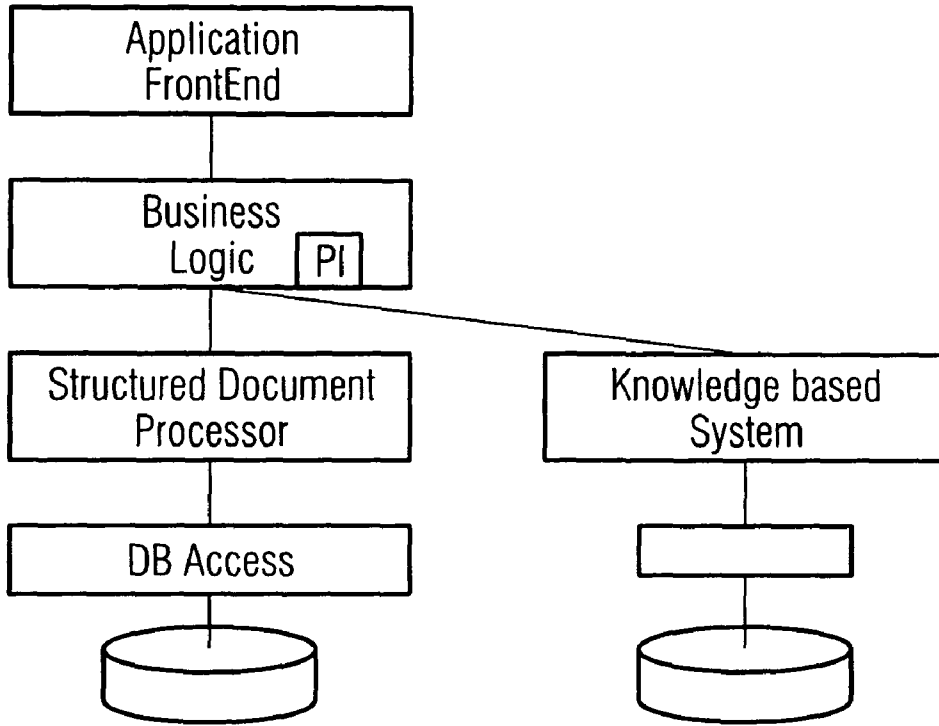 Application
FrontEnd
Business
Logic
PI
Structured Document
Processor
Knowledge based
System
DB Access